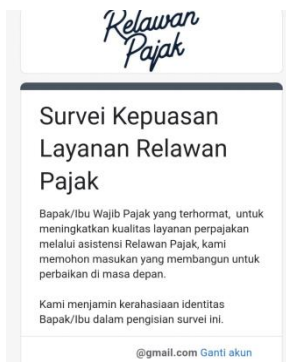 Relawan
Pajak
Survei Kepuasan
Layanan Relawan
Pajak
Bapak/Ibu Wajib Pajak yang terhormat, untuk
meningkatkan kualitas layanan perpajakan
melalui asistensi Relawan Pajak, kami
memohon masukan yang membangun untuk
perbaikan di masa depan.
Kami menjamin kerahasiaan identitas
Bapak/Ibu dalam pengisian survei ini.
@gmail.com Ganti akun